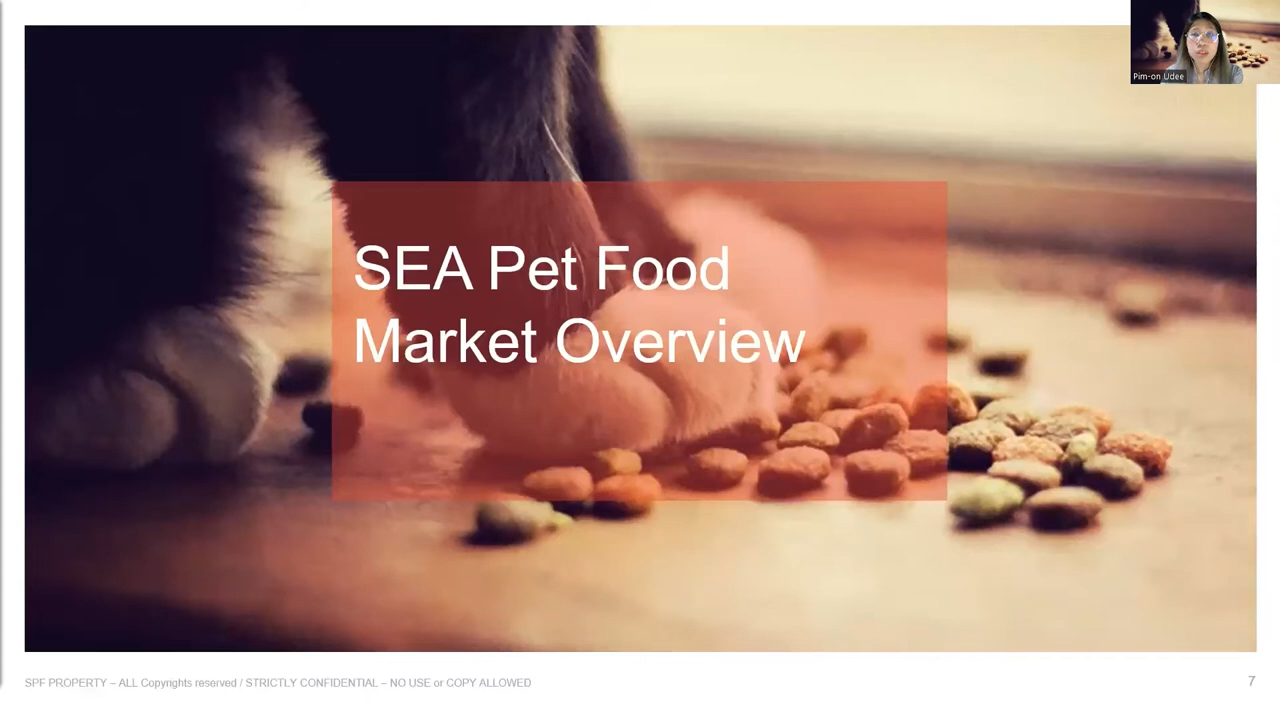 Pim-on Udee
SEA Pet Food
Market Overview
SPF PROPERTY – ALL Copyrights reserved / STRICTLY CONFIDENTIAL – NO USE or COPY ALLOWED
7